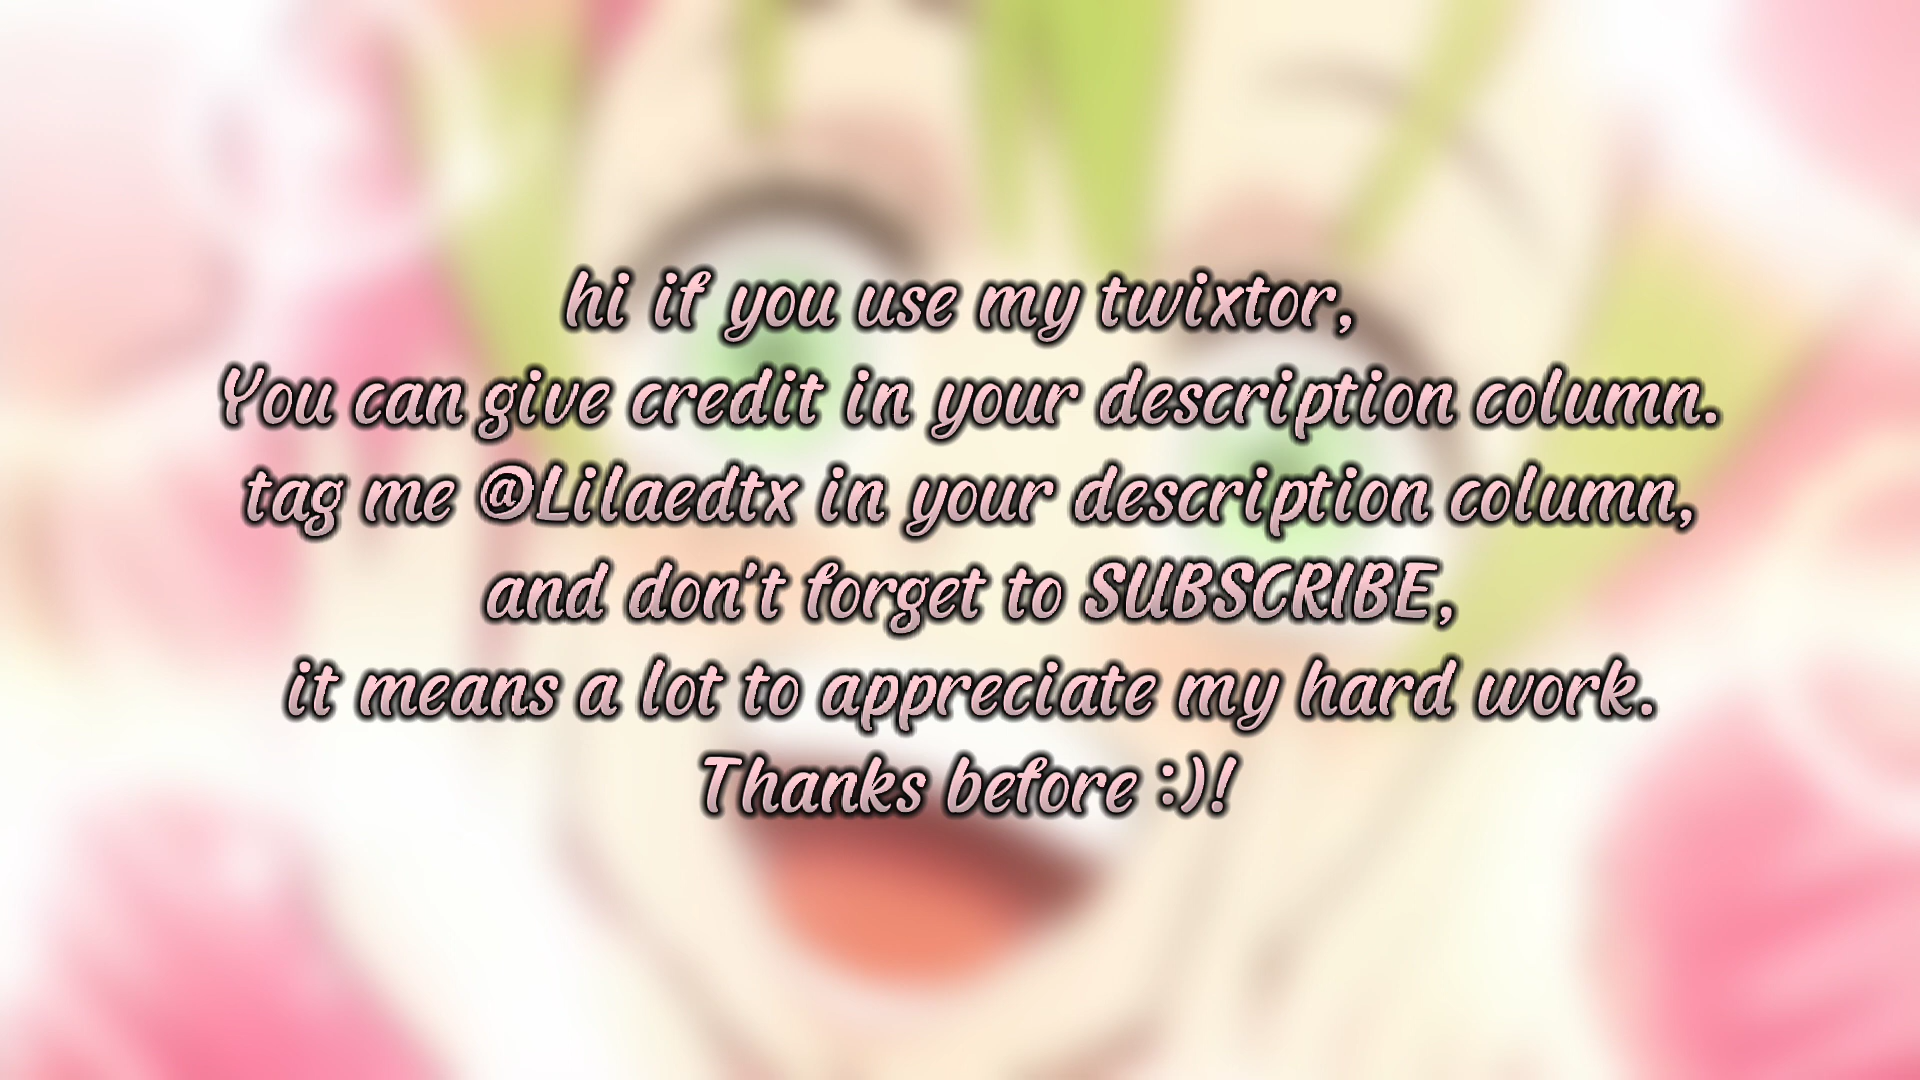 hi if you use my twixtor,
You can give credit in your description column.
tag me @Lilaedtx in your description column,
and don't forget to SUBSCRIBE,
it means a lot to appreciate my hard work.
Thanks before :)!